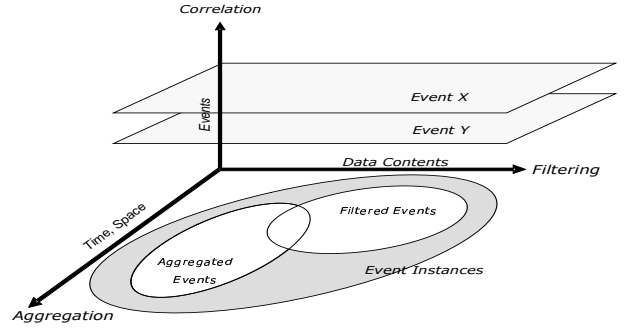 Correlation
Events
Event X
Event Y
Data Contents
Filtering
Time, Space
Filtered Events
Aggregated
Events
Event Instances
Aggregation